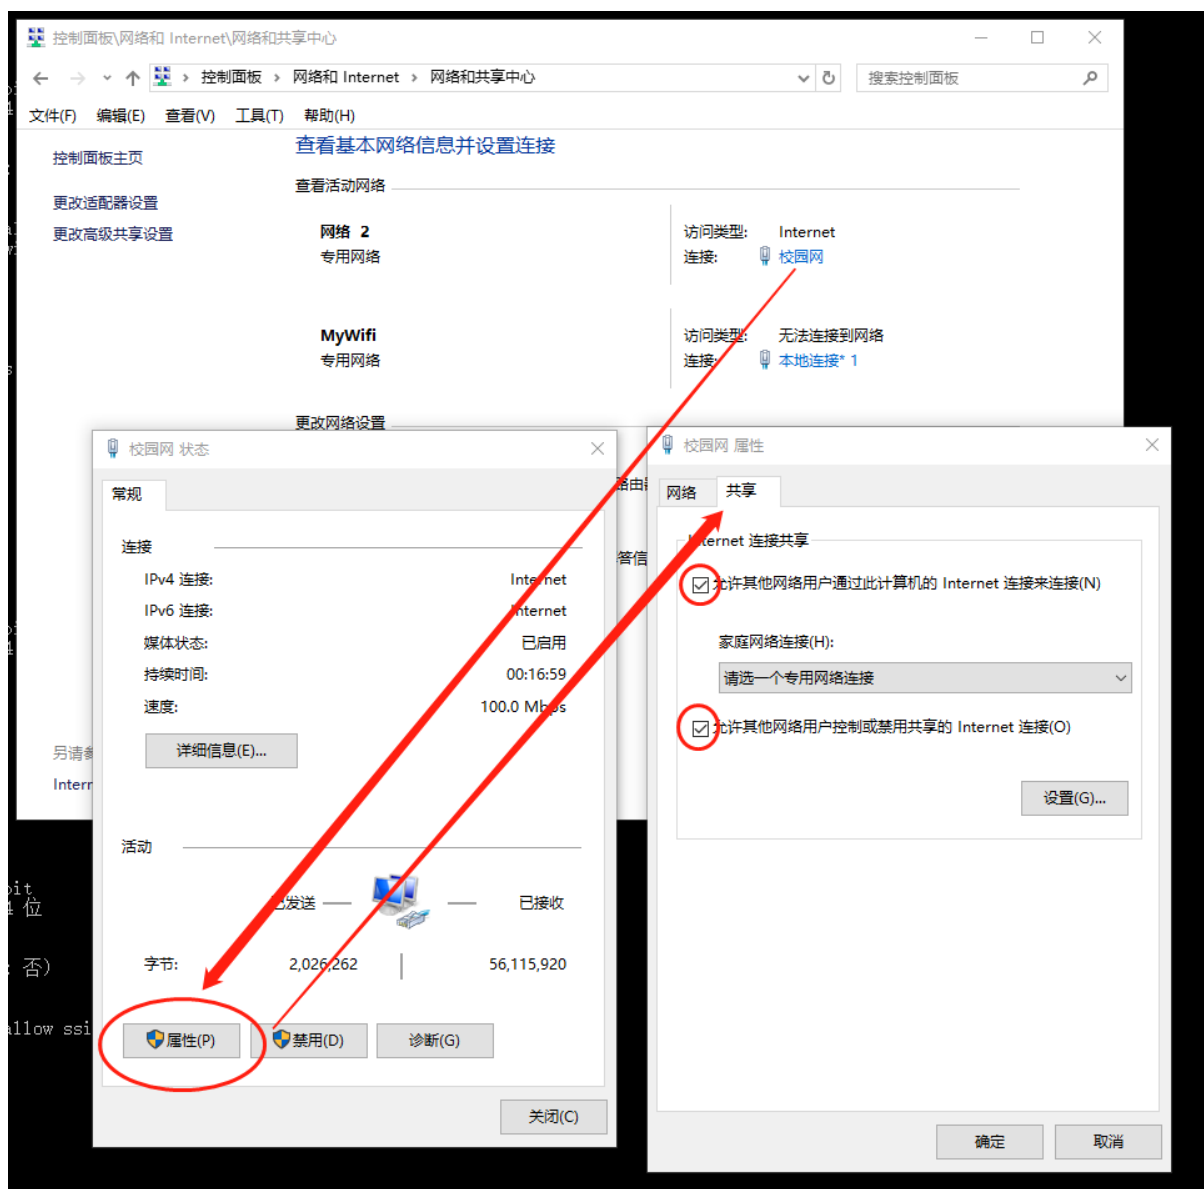 控制面板\网络和 Internet\网络和共享中心
控制面板 › 网络和 Internet › 网络和共享中心
搜索控制面板
文件(F) 编辑(E) 查看(V) 工具(T) 帮助(H)
控制面板主页
更改适配器设置
更改高级共享设置
查看基本网络信息并设置连接
查看活动网络
网络 2
专用网络
访问类型: Internet
连接: 校园网
MyWifi
专用网络
访问类型: 无法连接到网络
连接: 本地连接* 1
更改网络设置
路由
答信
另请
Intern
校园网 状态
常规
连接
IPv4 连接: Internet
IPv6 连接: Internet
媒体状态: 已启用
持续时间: 00:16:59
速度: 100.0 Mbps
详细信息(E)...
活动
已发送 已接收
字节: 2,026,262 56,115,920
属性(P) 禁用(D) 诊断(G)
关闭(C)
校园网 属性
网络 共享
Internet 连接共享
允许其他网络用户通过此计算机的 Internet 连接来连接(N)
家庭网络连接(H):
请选一个专用网络连接
允许其他网络用户控制或禁用共享的 Internet 连接(O)
设置(G)...
确定 取消
bit
4 位
: 否)
allow ssi